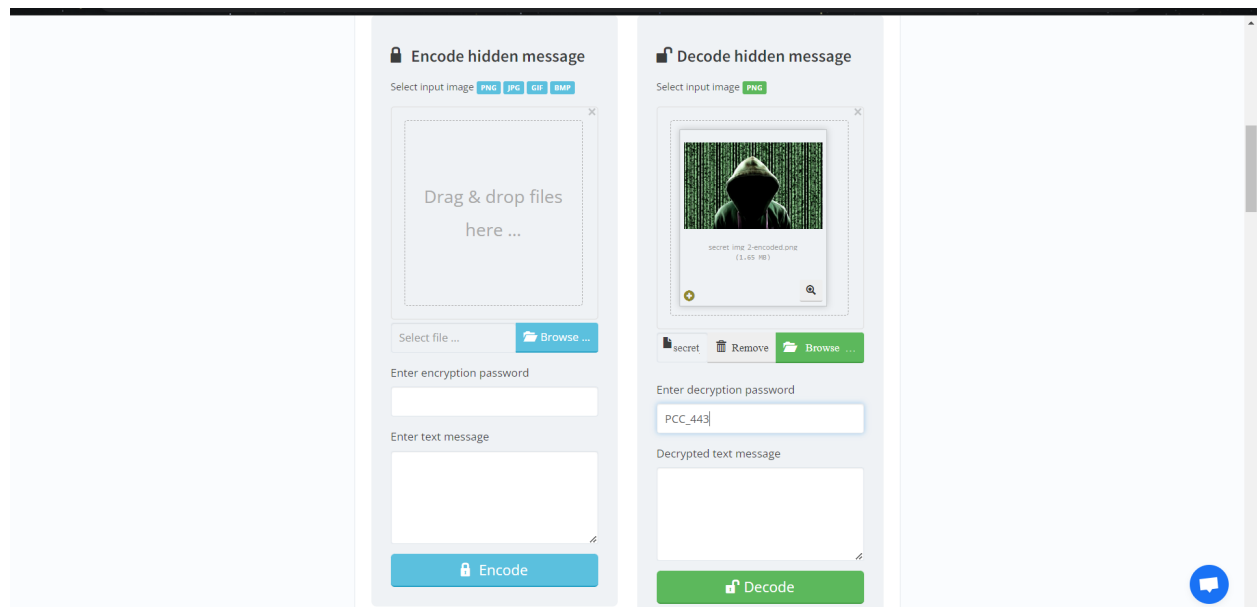 Encode hidden message
Select input image PNG JPG GIF BMP
Drag & drop files
here ...
Select file ...
Browse ...
Enter encryption password
Enter text message
Encode
Decode hidden message
Select input image PNG
secret img 2-encoded.png
(1.65 MB)
secret
Remove
Browse ...
Enter decryption password
PCC_443
Decrypted text message
Decode